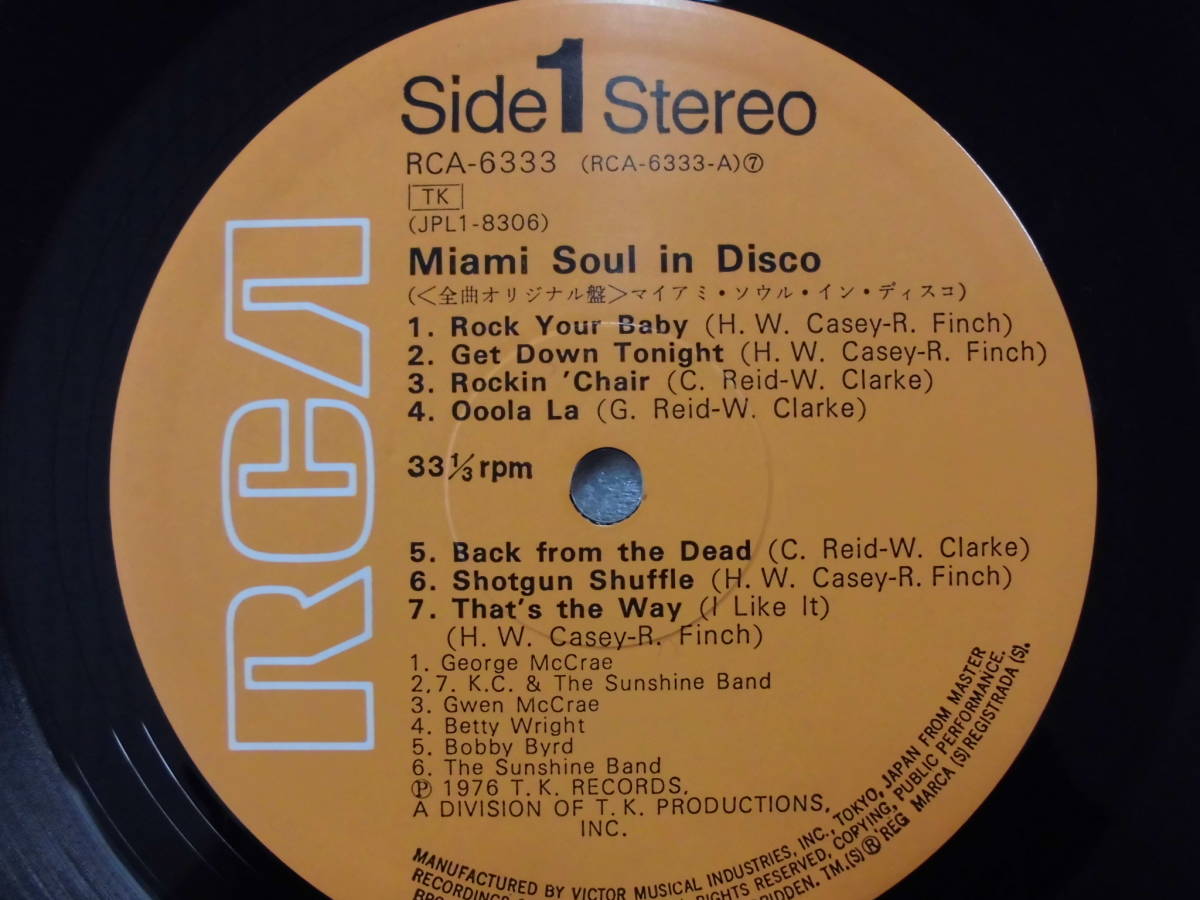 Side 1 Stereo
RCA-6333 (RCA-6333-A)⑦
TK
(JPL1-8306)
Miami Soul in Disco
(<全曲オリジナル盤>マイアミ・ソウル・イン・ディスコ)
1. Rock Your Baby (H. W. Casey-R. Finch)
2. Get Down Tonight (H. W. Casey-R. Finch)
3. Rockin 'Chair (C. Reid-W. Clarke)
4. Ooola La (G. Reid-W. Clarke)
33⅓ rpm
5. Back from the Dead (C. Reid-W. Clarke)
6. Shotgun Shuffle (H. W. Casey-R. Finch)
7. That's the Way (I Like It)
(H. W. Casey-R. Finch)
1. George McCrae
2,7. K.C. & The Sunshine Band
3. Gwen McCrae
4. Betty Wright
5. Bobby Byrd
6. The Sunshine Band
℗ 1976 T. K. RECORDS,
A DIVISION OF T. K. PRODUCTIONS,
INC.
RCA
MANUFACTURED BY VICTOR MUSICAL INDUSTRIES, INC., TOKYO, JAPAN FROM MASTER
RECORDINGS RIGHTS RESERVED, COPYING, PUBLIC PERFORMANCE,
TM.(S)® REG MARCA (S) REGISTRADA (S).